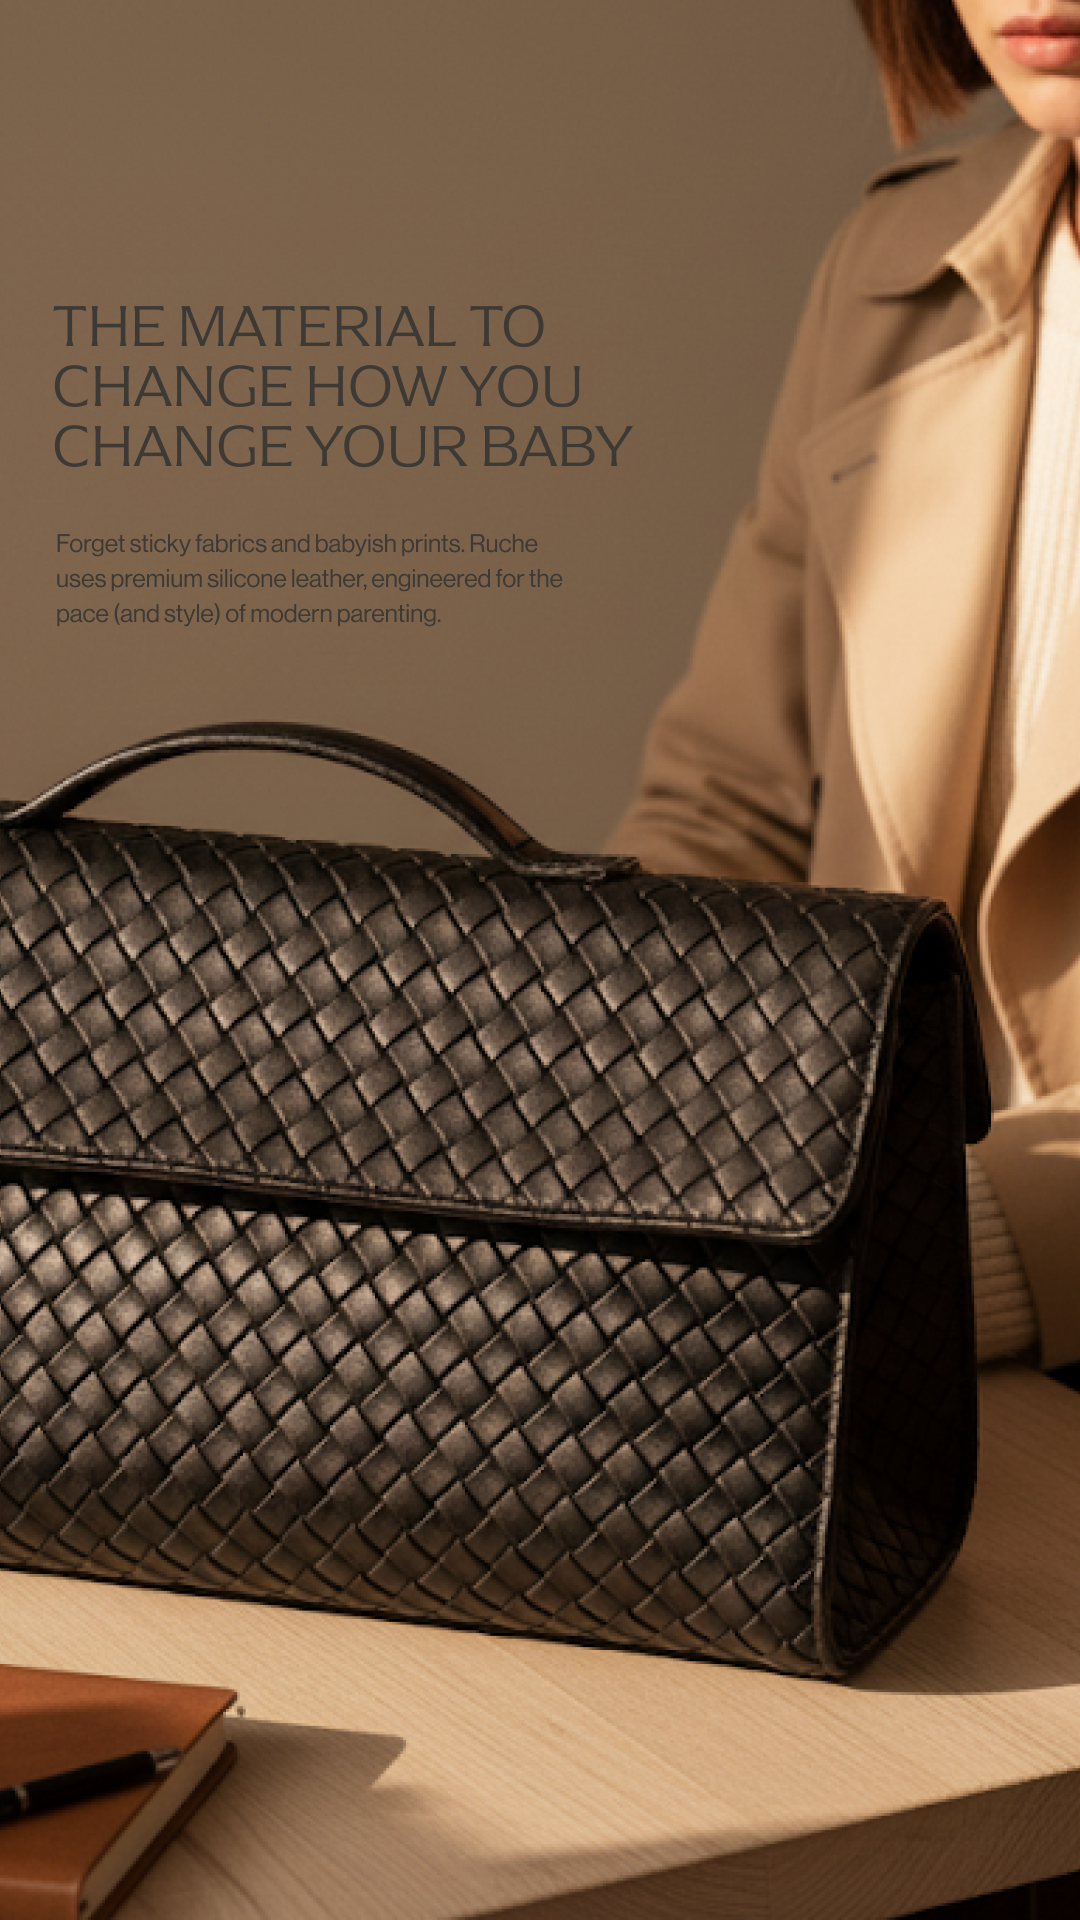 THE MATERIAL TO
CHANGE HOW YOU
CHANGE YOUR BABY
Forget sticky fabrics and babyish prints. Ruche
uses premium silicone leather, engineered for the
pace (and style) of modern parenting.